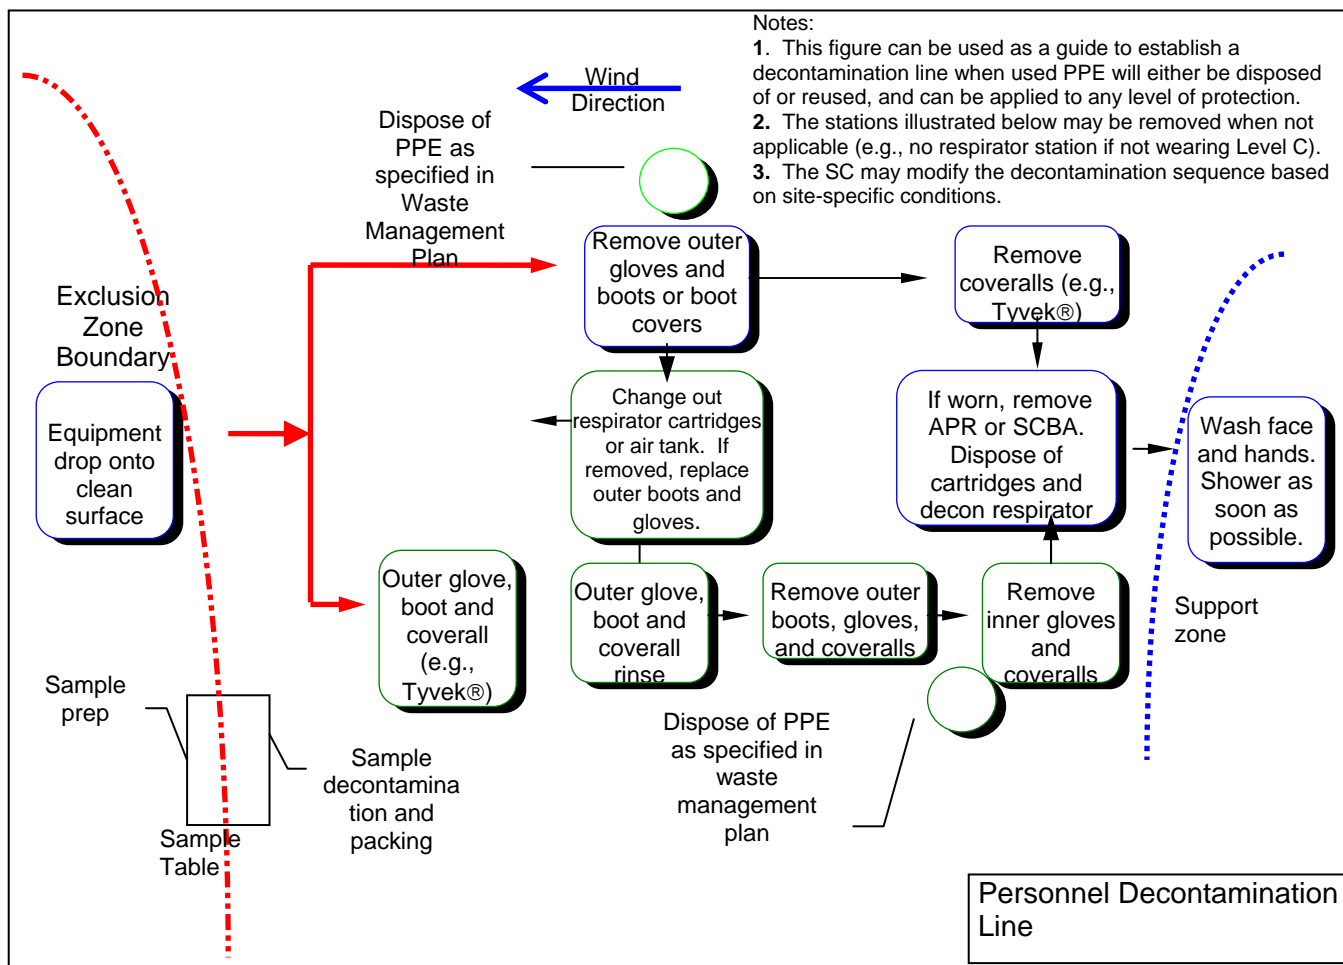 Notes:
1.  This figure can be used as a guide to establish a
decontamination line when used PPE will either be disposed
of or reused, and can be applied to any level of protection.
2.  The stations illustrated below may be removed when not
applicable (e.g., no respirator station if not wearing Level C).
3.  The SC may modify the decontamination sequence based
on site-specific conditions.
Wind
Direction
Dispose of
PPE as
specified in
Waste
Management
Plan
Exclusion
Zone
Boundary
Equipment
drop onto
clean
surface
Remove outer
gloves and
boots or boot
covers
Remove
coveralls (e.g.,
Tyvek®)
Change out
respirator cartridges
or air tank.  If
removed, replace
outer boots and
gloves.
If worn, remove
APR or SCBA.
Dispose of
cartridges and
decon respirator
Wash face
and hands.
Shower as
soon as
possible.
Outer glove,
boot and
coverall
(e.g.,
Tyvek®)
Outer glove,
boot and
coverall
rinse
Remove outer
boots, gloves,
and coveralls
Remove
inner gloves
and
coveralls
Support
zone
Sample
prep
Sample
decontamina
tion and
packing
Sample
Table
Dispose of PPE
as specified in
waste
management
plan
Personnel Decontamination
Line